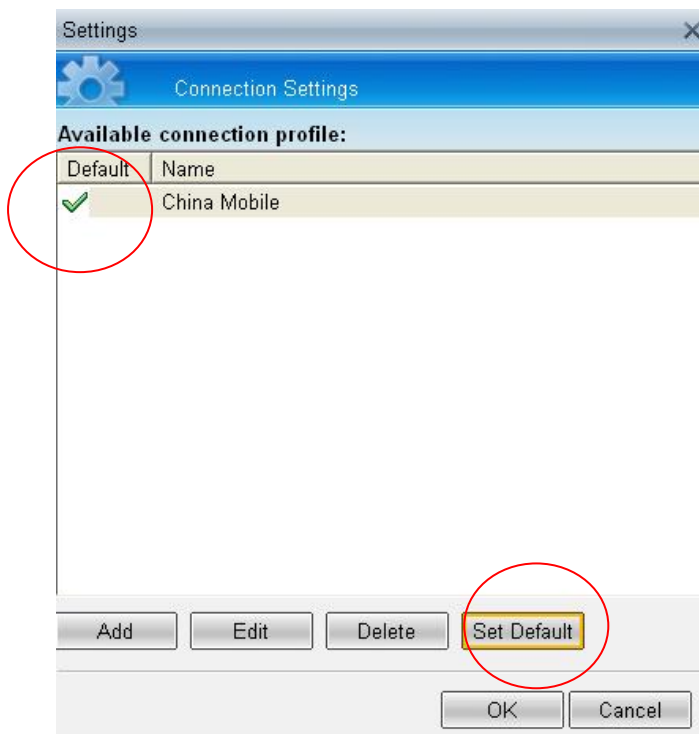 Settings
Connection Settings
Available connection profile:
Default Name
China Mobile
Add Edit Delete Set Default
OK Cancel